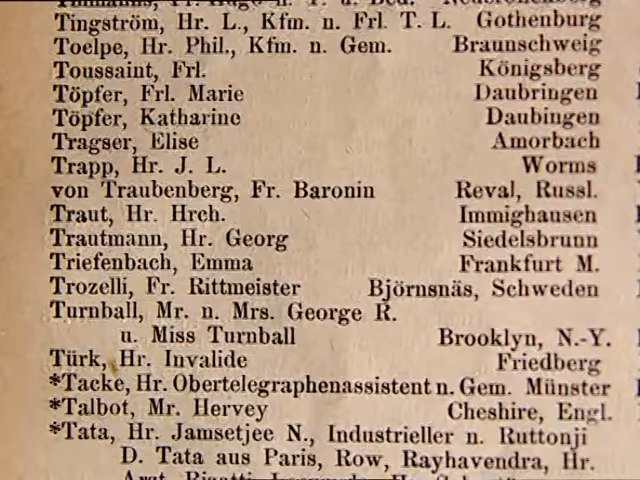 Tingström, Hr. L., Kfm. n. Frl. T. L. Gothenburg
Toelpe, Hr. Phil., Kfm. n. Gem. Braunschweig
Toussaint, Frl. Königsberg
Töpfer, Frl. Marie Daubringen
Töpfer, Katharine Daubingen
Tragser, Elise Amorbach
Trapp, Hr. J. L. Worms
von Traubenberg, Fr. Baronin Reval, Russl.
Traut, Hr. Hrch. Immighausen
Trautmann, Hr. Georg Siedelsbrunn
Triefenbach, Emma Frankfurt M.
Trozelli, Fr. Rittmeister Björnsnäs, Schweden
Turnball, Mr. n. Mrs. George R.
u. Miss Turnball Brooklyn, N.-Y.
Türk, Hr. Invalide Friedberg
*Tacke, Hr. Obertelegraphenassistent n. Gem. Münster
*Talbot, Mr. Hervey Cheshire, Engl.
*Tata, Hr. Jamsetjee N., Industrieller n. Ruttonji
D. Tata aus Paris, Row, Rayhavendra, Hr.